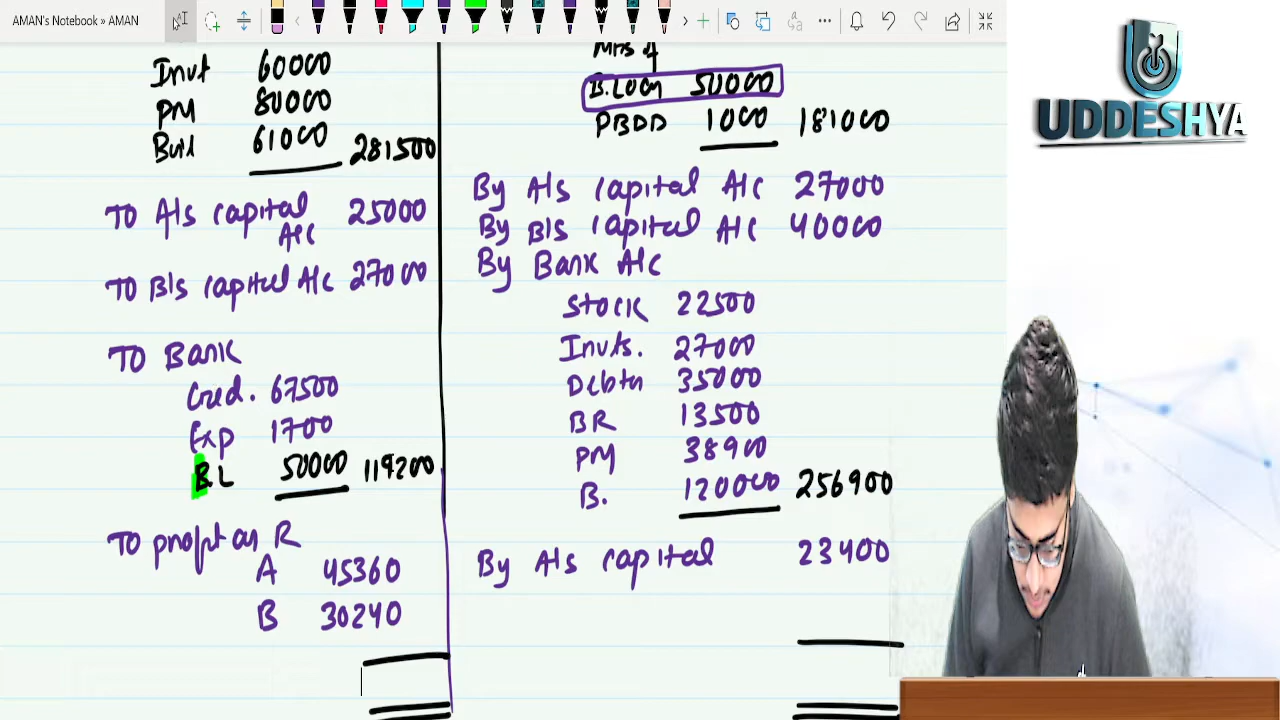 AMAN's Notebook » AMAN
Invt 60000
PM 80000
Buil 61000 281500
To A's capital A/c 25000
To B's capital A/c 27000
To Bank
Cred. 67500
Exp 1700
B.L 50000 119200
To profit on R
A 45360
B 30240
B.Loan 50000
PBDD 1000 181000
By A's capital A/c 27000
By B's capital A/c 40000
By Bank A/c
Stock 22500
Invts. 27000
Debtn 35000
BR 13500
PM 38900
B. 120000 256900
By A's capital 23400
UDDESHYA